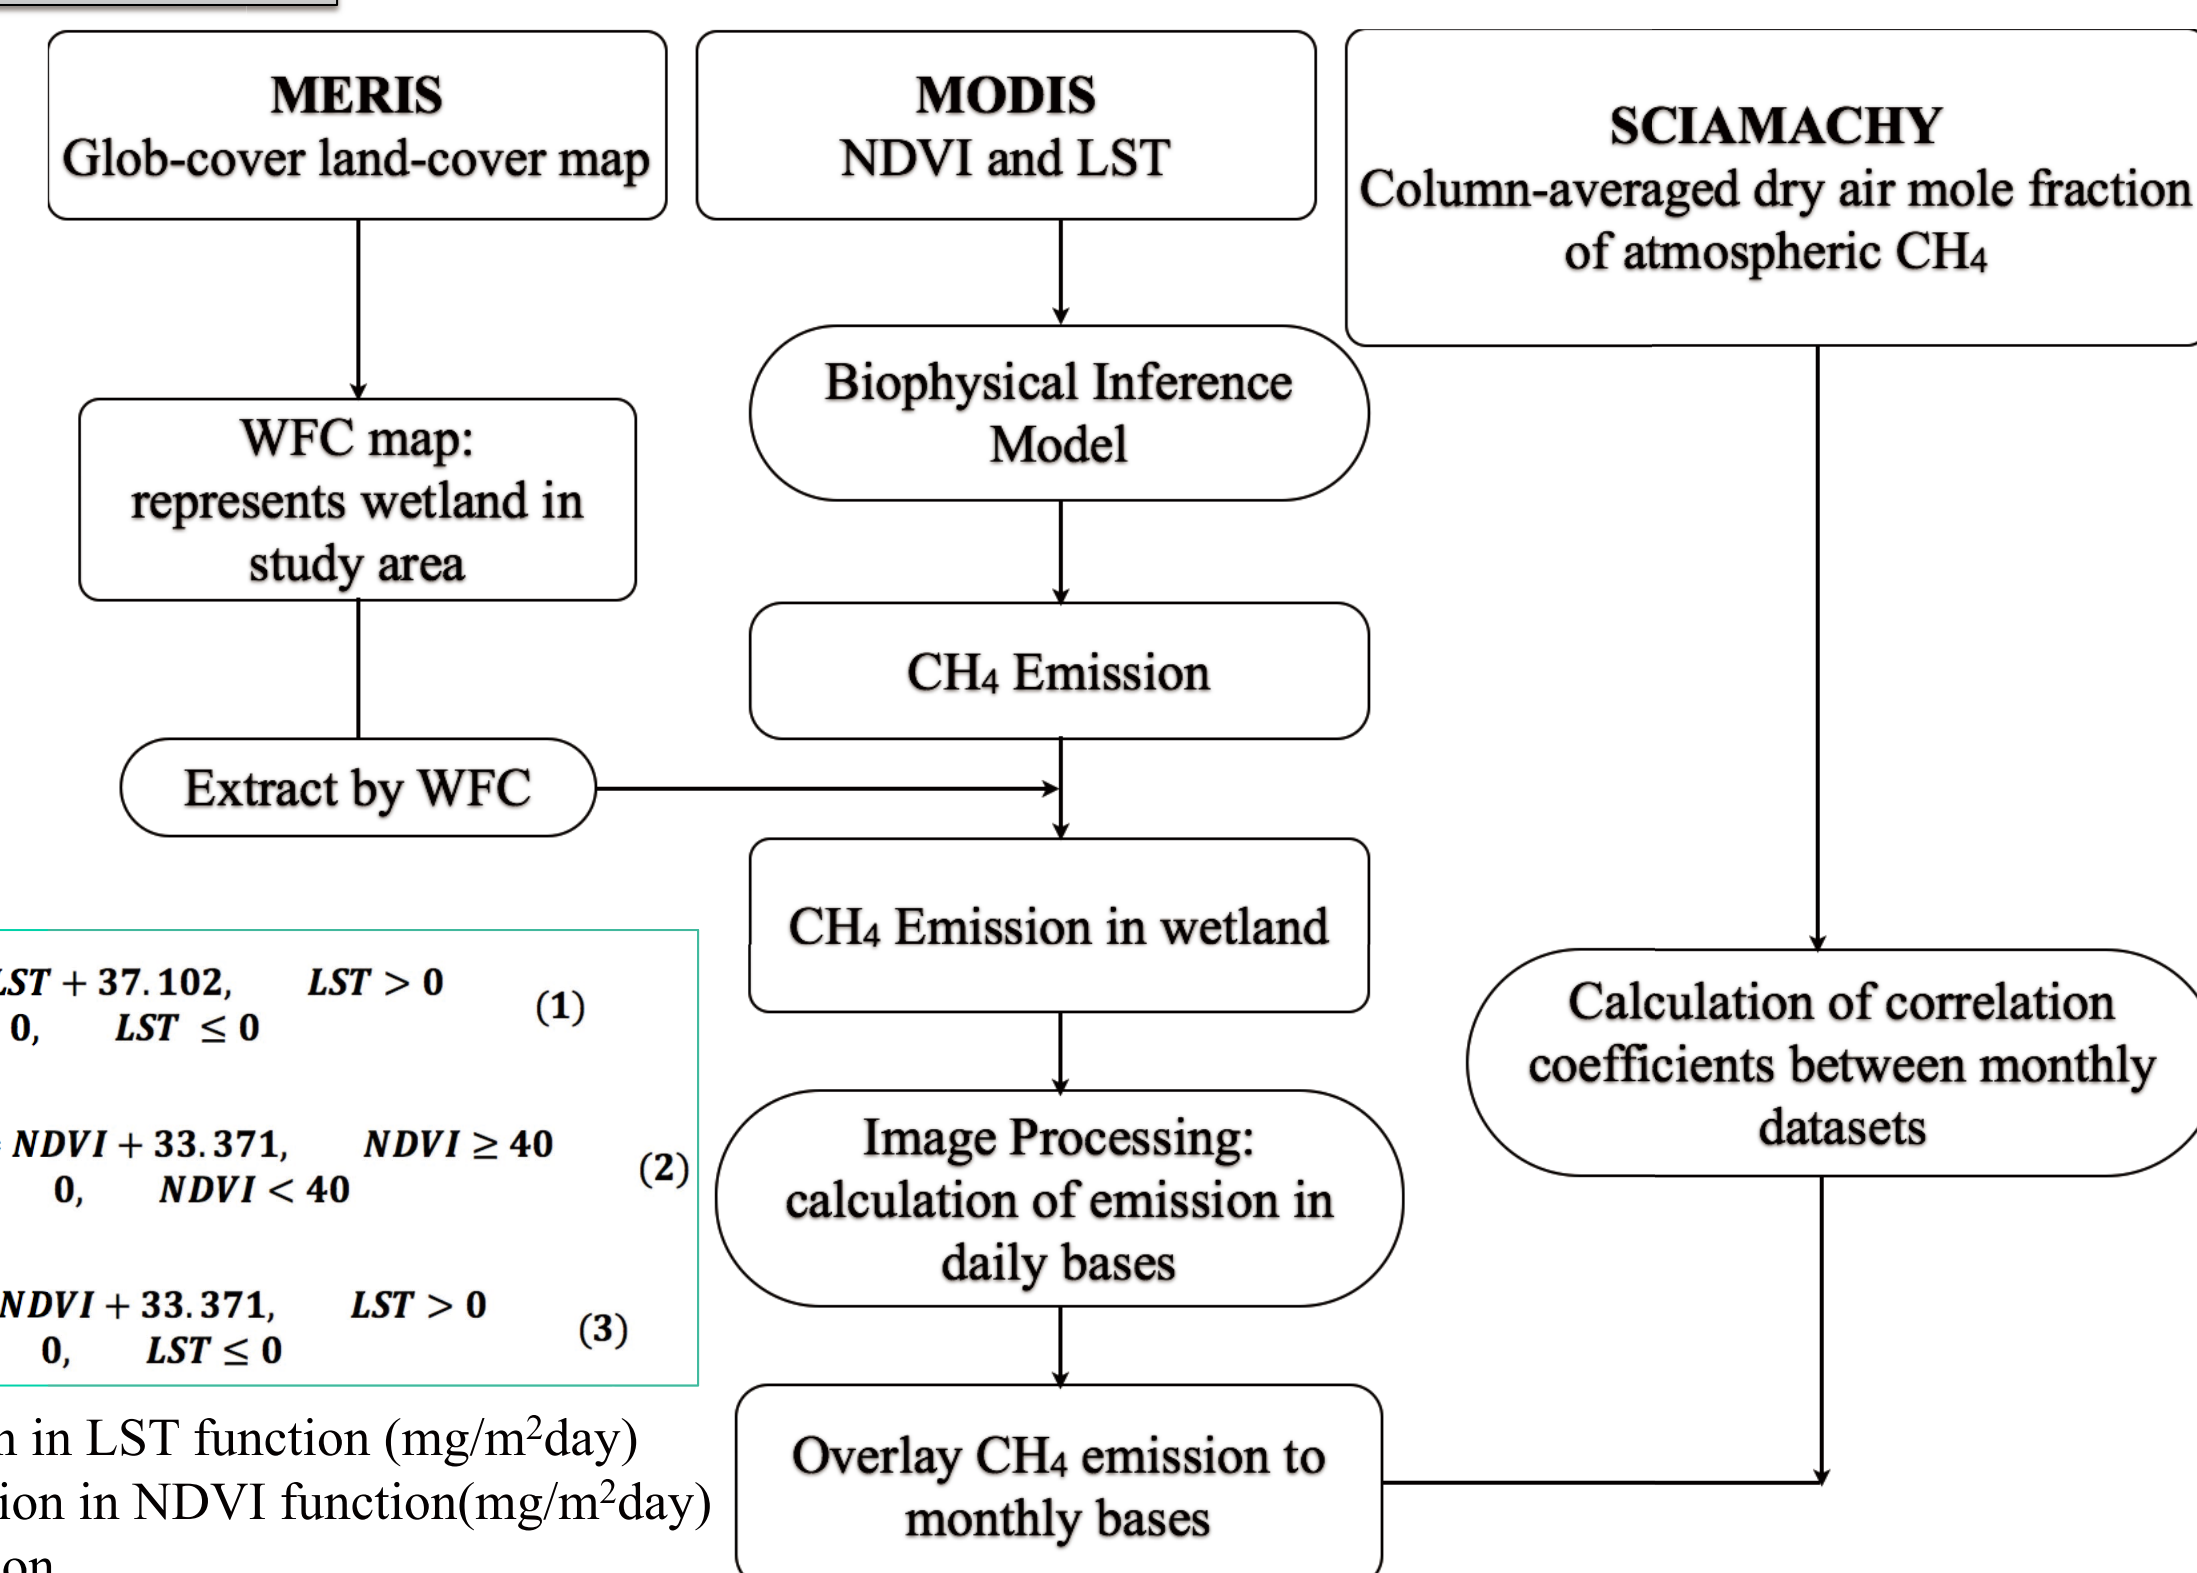 MERIS
Glob-cover land-cover map
MODIS
NDVI and LST
SCIAMACHY
Column-averaged dry air mole fraction
of atmospheric CH₄
WFC map:
represents wetland in
study area
Biophysical Inference
Model
CH₄ Emission
Extract by WFC
CH₄ Emission in wetland
Calculation of correlation
coefficients between monthly
datasets
Image Processing:
calculation of emission in
daily bases
Overlay CH₄ emission to
monthly bases
LST + 37.102, LST > 0 (1)
0, LST ≤ 0
NDVI + 33.371, NDVI ≥ 40 (2)
0, NDVI < 40
NDVI + 33.371, LST > 0 (3)
0, LST ≤ 0
in LST function (mg/m²day)
ion in NDVI function(mg/m²day)
on